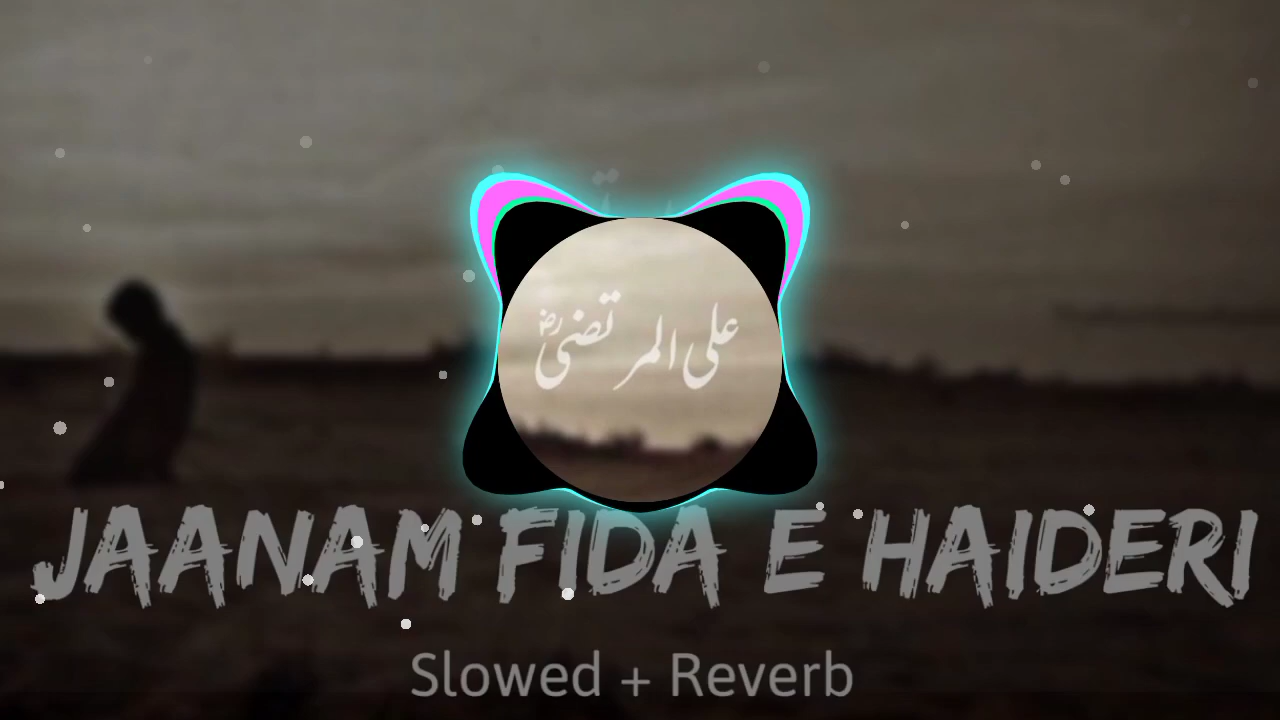 علی المرتضیؓ
JAANAM FIDA E HAIDERI
Slowed + Reverb